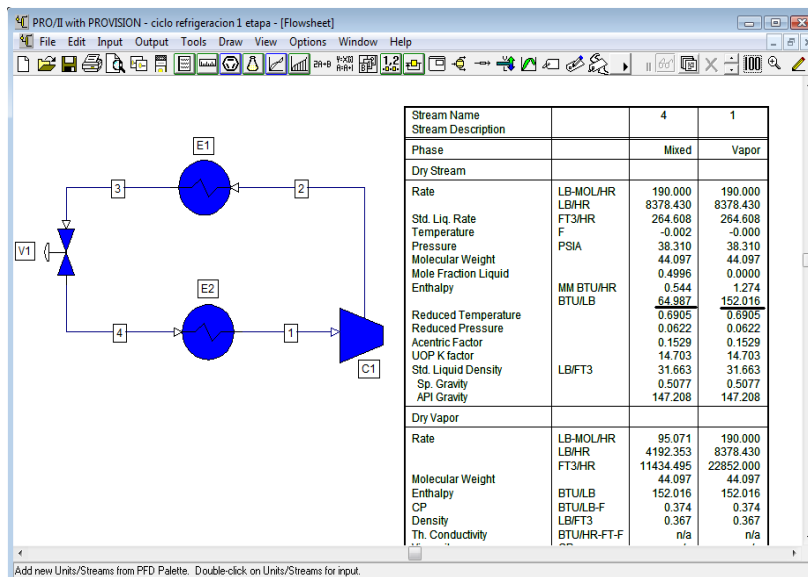 PRO/II with PROVISION - ciclo refrigeracion 1 etapa - [Flowsheet]
File Edit Input Output Tools Draw View Options Window Help
E1
3
2
V1
E2
4
1
C1
Stream Name 4 1
Stream Description
Phase Mixed Vapor
Dry Stream
Rate LB-MOL/HR 190.000 190.000
LB/HR 8378.430 8378.430
Std. Liq. Rate FT3/HR 264.608 264.608
Temperature F -0.002 -0.000
Pressure PSIA 38.310 38.310
Molecular Weight 44.097 44.097
Mole Fraction Liquid 0.4996 0.0000
Enthalpy MM BTU/HR 0.544 1.274
BTU/LB 64.987 152.016
Reduced Temperature 0.6905 0.6905
Reduced Pressure 0.0622 0.0622
Acentric Factor 0.1529 0.1529
UOP K factor 14.703 14.703
Std. Liquid Density LB/FT3 31.663 31.663
Sp. Gravity 0.5077 0.5077
API Gravity 147.208 147.208
Dry Vapor
Rate LB-MOL/HR 95.071 190.000
LB/HR 4192.353 8378.430
FT3/HR 11434.495 22852.000
Molecular Weight 44.097 44.097
Enthalpy BTU/LB 152.016 152.016
CP BTU/LB-F 0.374 0.374
Density LB/FT3 0.367 0.367
Th. Conductivity BTU/HR-FT-F n/a n/a
Add new Units/Streams from PFD Palette. Double-click on Units/Streams for input.